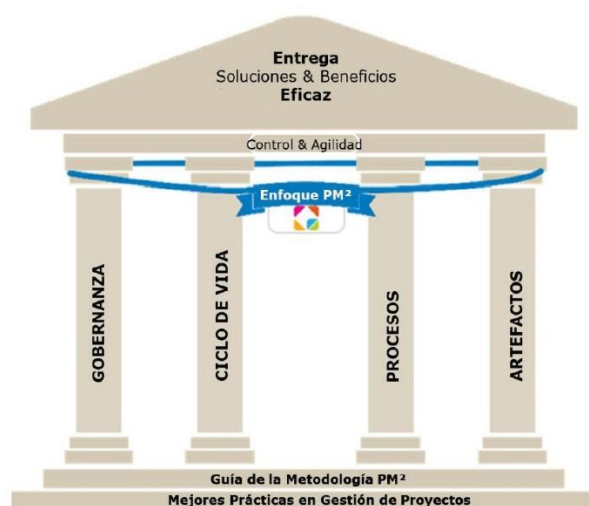 Entrega
Soluciones & Beneficios
Eficaz
Control & Agilidad
Enfoque PM²
GOBERNANZA
CICLO DE VIDA
PROCESOS
ARTEFACTOS
Guía de la Metodología PM²
Mejores Prácticas en Gestión de Proyectos